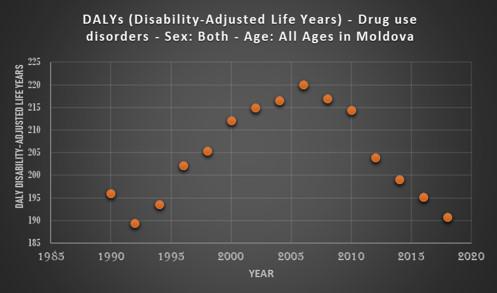 DALYs (Disability-Adjusted Life Years) - Drug use
disorders - Sex: Both - Age: All Ages in Moldova
DALY DISABILITY-ADJUSTED LIFE YEARS
225
220
215
210
205
200
195
190
185
1985 1990 1995 2000 2005 2010 2015 2020
YEAR